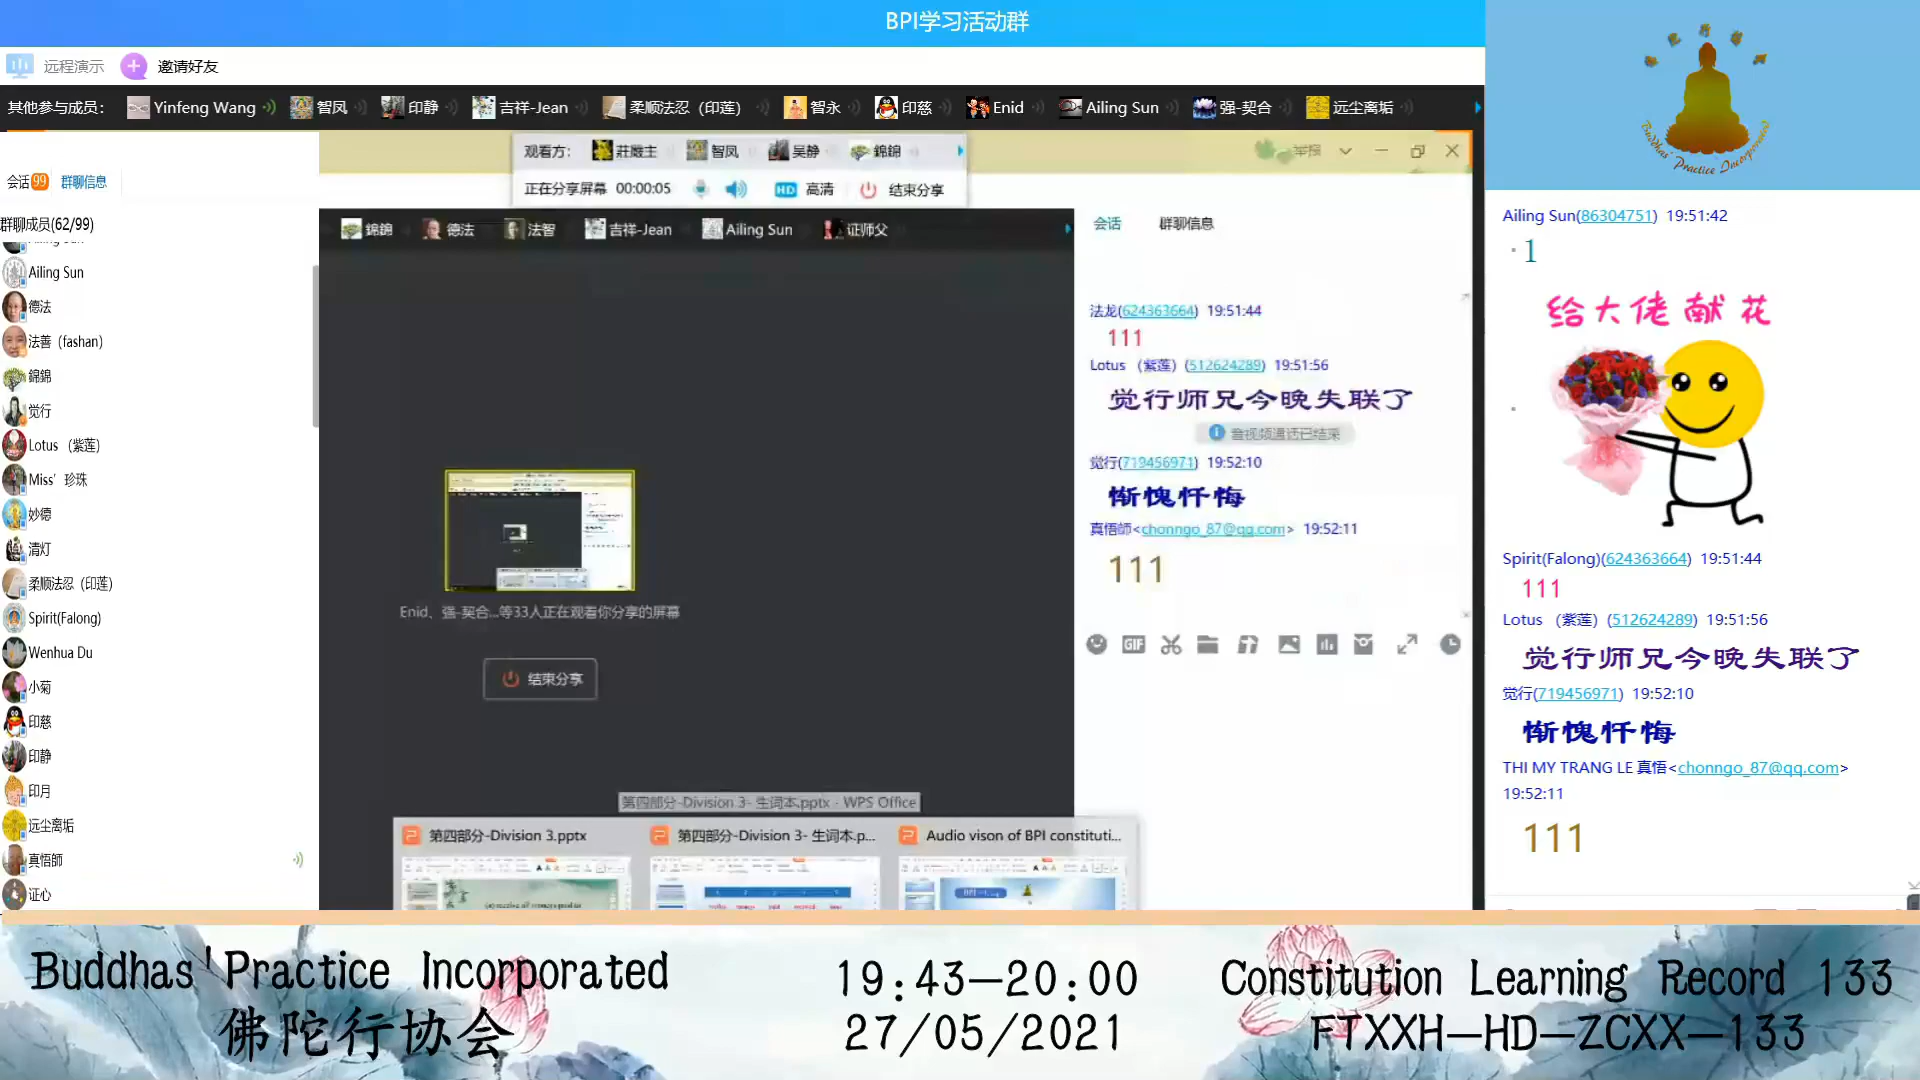 BPI学习活动群
远程演示
邀请好友
其他参与成员:
Yinfeng Wang
智凤
印静
吉祥-Jean
柔顺法忍（印莲）
智永
印慈
Enid
Ailing Sun
强-契合
远尘离垢
会话 99
群聊信息
群聊成员(62/99)
Ailing Sun
德法
法善（fashan）
錦錦
觉行
Lotus （紫莲）
Miss' 珍珠
妙德
清灯
柔顺法忍（印莲）
Spirit(Falong)
Wenhua Du
小菊
印慈
印静
印月
远尘离垢
真悟師
证心
观看方:
莊嚴主
智凤
吴静
錦錦
正在分享屏幕 00:00:05
HD 高清
结束分享
举报
錦錦
德法
法智
吉祥-Jean
Ailing Sun
证师父
Enid、强-契合...等33人正在观看你分享的屏幕
结束分享
第四部分-Division 3- 生词本.pptx - WPS Office
第四部分-Division 3.pptx
第四部分-Division 3- 生词本.p...
Audio vison of BPI constituti...
会话
群聊信息
法龙(624363664) 19:51:44
111
Lotus （紫莲）(512624289) 19:51:56
觉行师兄今晚失联了
音视频通话已结束
觉行(719456971) 19:52:10
惭愧忏悔
真悟師<chonngo_87@qq.com> 19:52:11
111
GIF
Buddhas' Practice Incorporated
Ailing Sun(86304751) 19:51:42
1
给大佬献花
Spirit(Falong)(624363664) 19:51:44
111
Lotus （紫莲）(512624289) 19:51:56
觉行师兄今晚失联了
觉行(719456971) 19:52:10
惭愧忏悔
THI MY TRANG LE 真悟<chonngo_87@qq.com>
19:52:11
111
Buddhas' Practice Incorporated
佛陀行协会
19:43—20:00
27/05/2021
Constitution Learning Record 133
FTXXH—HD—ZCXX—133